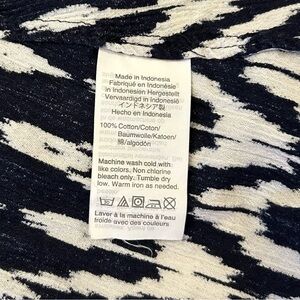 Made in Indonesia
Fabriqué en Indonésie
in Indonesien Hergestellt
Vervaardigd in Indonesië
インドネシア製
Hecho en Indonesia
100% Cotton/Coton/
Baumwolle/Katoen/
綿/algodón
Machine wash cold with
like colors. Non chlorine
bleach only. Tumble dry
low. Warm iron as needed.
Laver à la machine à l'eau
froide avec des couleurs